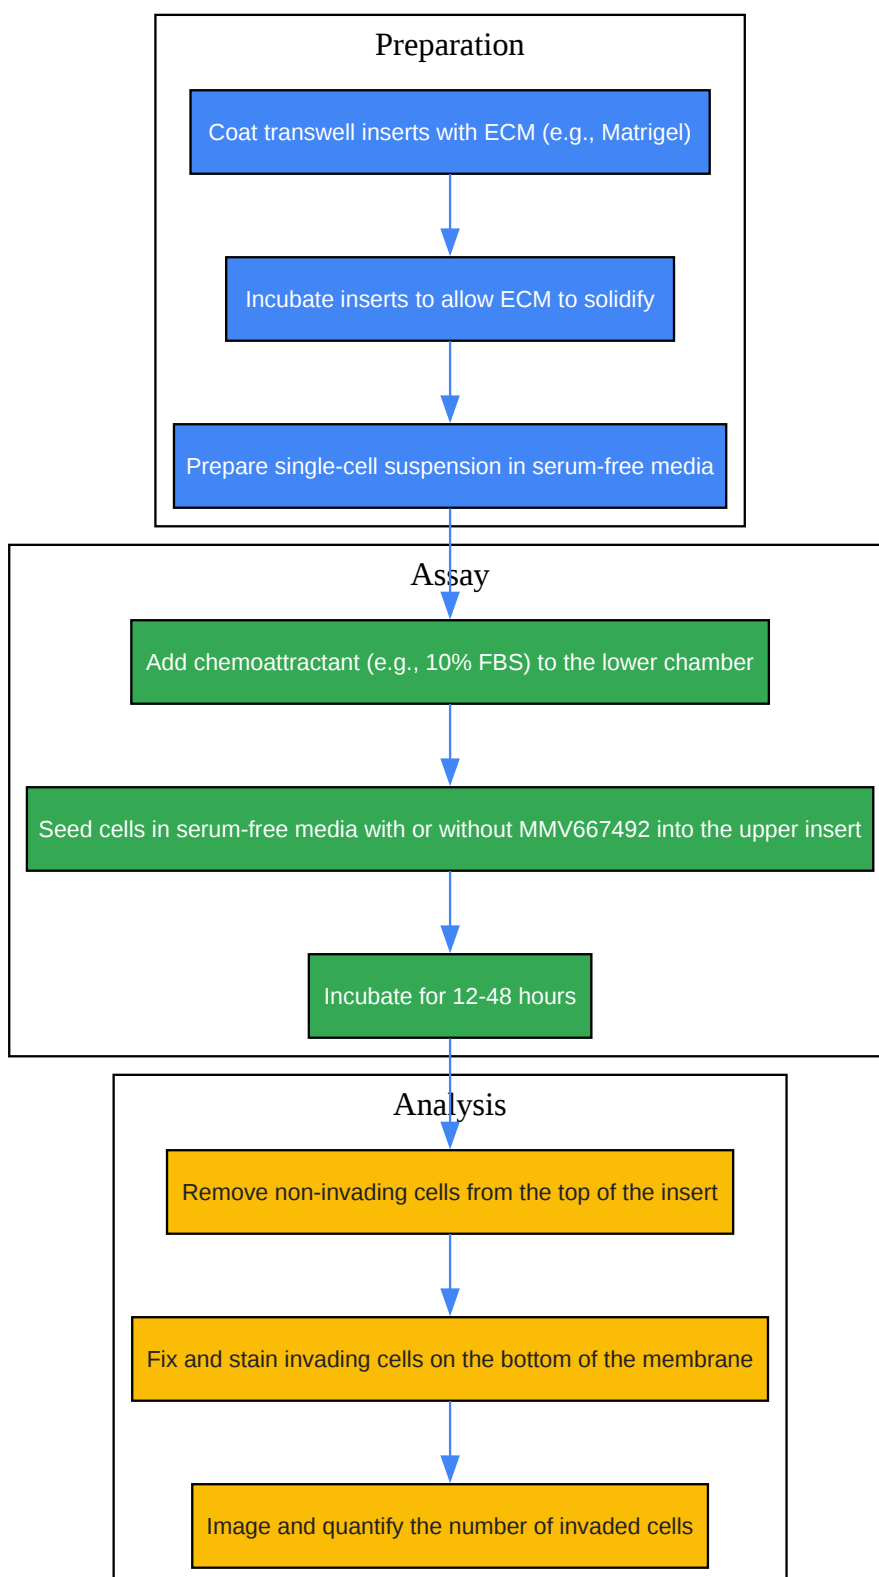 Preparation
Coat transwell inserts with ECM (e.g., Matrigel)
Incubate inserts to allow ECM to solidify
Prepare single-cell suspension in serum-free media
Assay
Add chemoattractant (e.g., 10% FBS) to the lower chamber
Seed cells in serum-free media with or without MMV667492 into the upper insert
Incubate for 12-48 hours
Analysis
Remove non-invading cells from the top of the insert
Fix and stain invading cells on the bottom of the membrane
Image and quantify the number of invaded cells